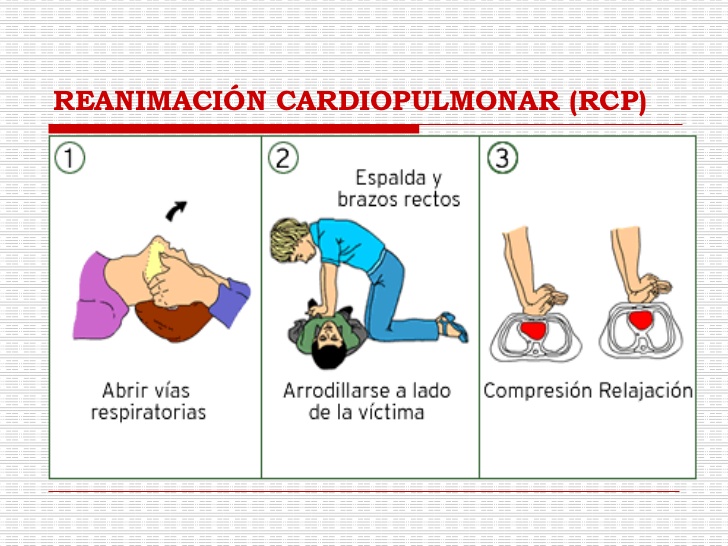 REANIMACIÓN CARDIOPULMONAR (RCP)
1
Abrir vías
respiratorias
2
Espalda y
brazos rectos
Arrodillarse a lado
de la víctima
3
Compresión Relajación